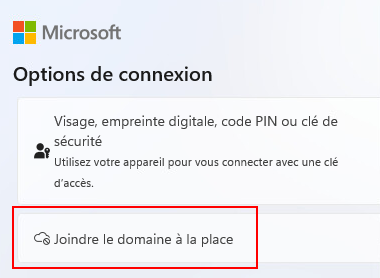 Microsoft
Options de connexion
Visage, empreinte digitale, code PIN ou clé de
sécurité
Utilisez votre appareil pour vous connecter avec une clé
d'accès.
Joindre le domaine à la place